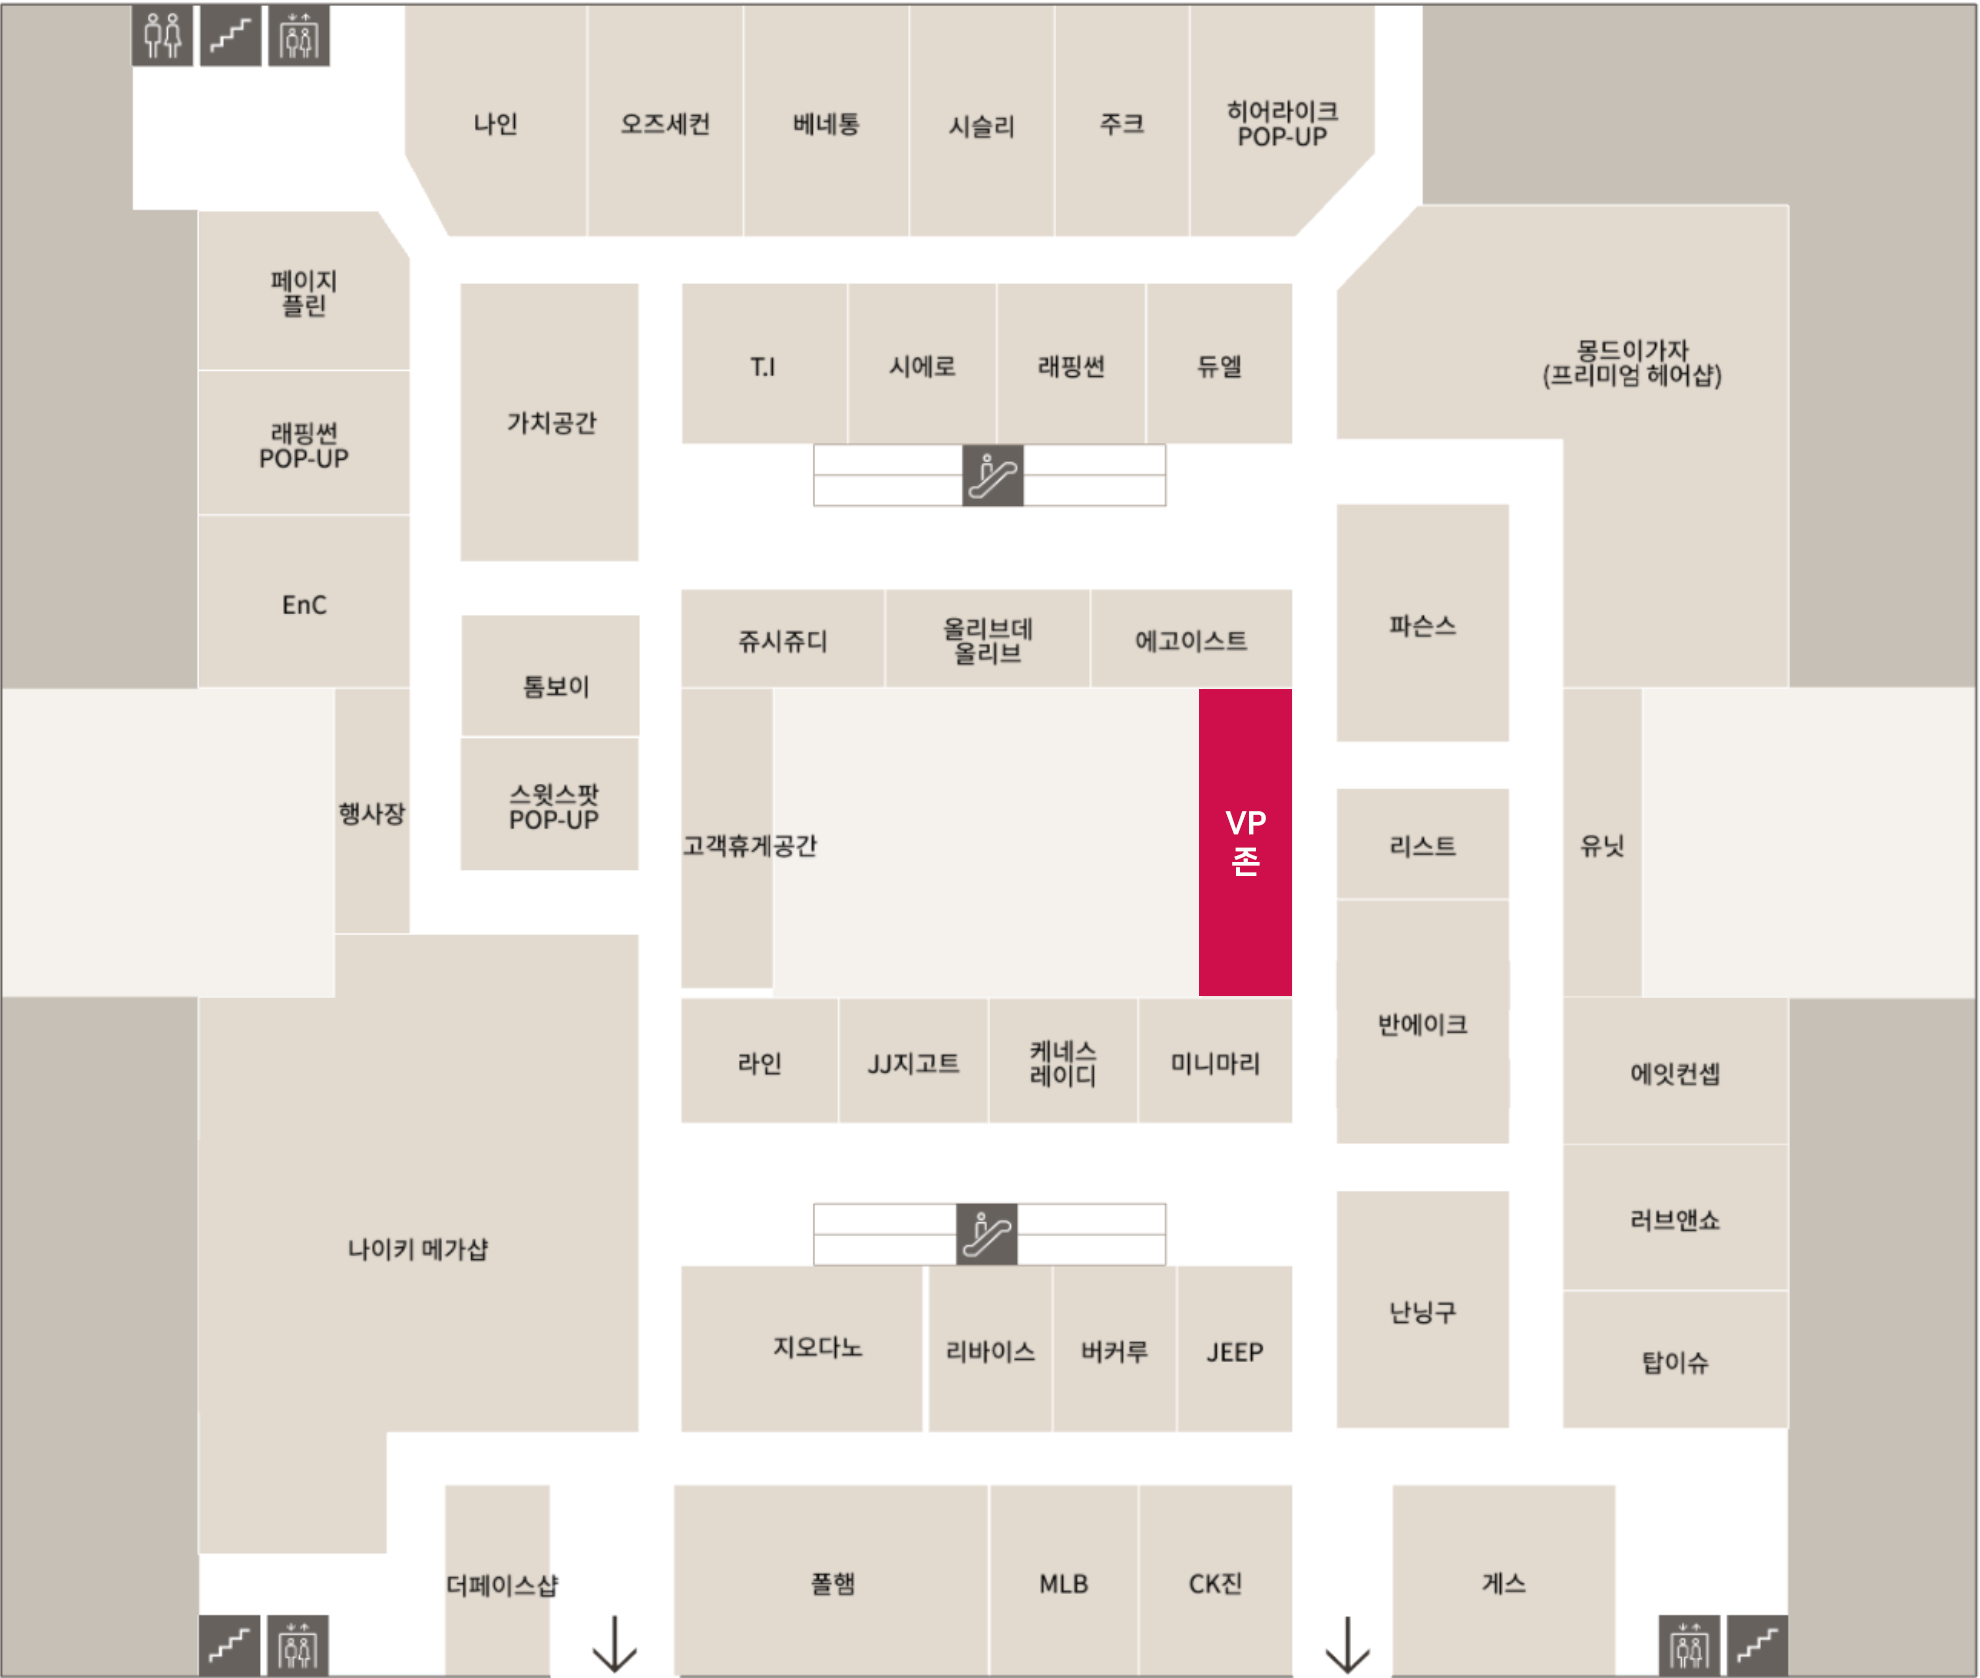 나인
오즈세컨
베네통
시슬리
주크
히어라이크
POP-UP
페이지
플린
래핑썬
POP-UP
EnC
가치공간
T.I
시에로
래핑썬
듀엘
몽드이가자
(프리미엄 헤어샵)
파슨스
쥬시쥬디
올리브데
올리브
에고이스트
톰보이
스윗스팟
POP-UP
행사장
고객휴게공간
VP
존
리스트
유닛
반에이크
라인
JJ지고트
케네스
레이디
미니마리
에잇컨셉
러브앤쇼
탑이슈
나이키 메가샵
난닝구
지오다노
리바이스
버커루
JEEP
더페이스샵
폴햄
MLB
CK진
게스